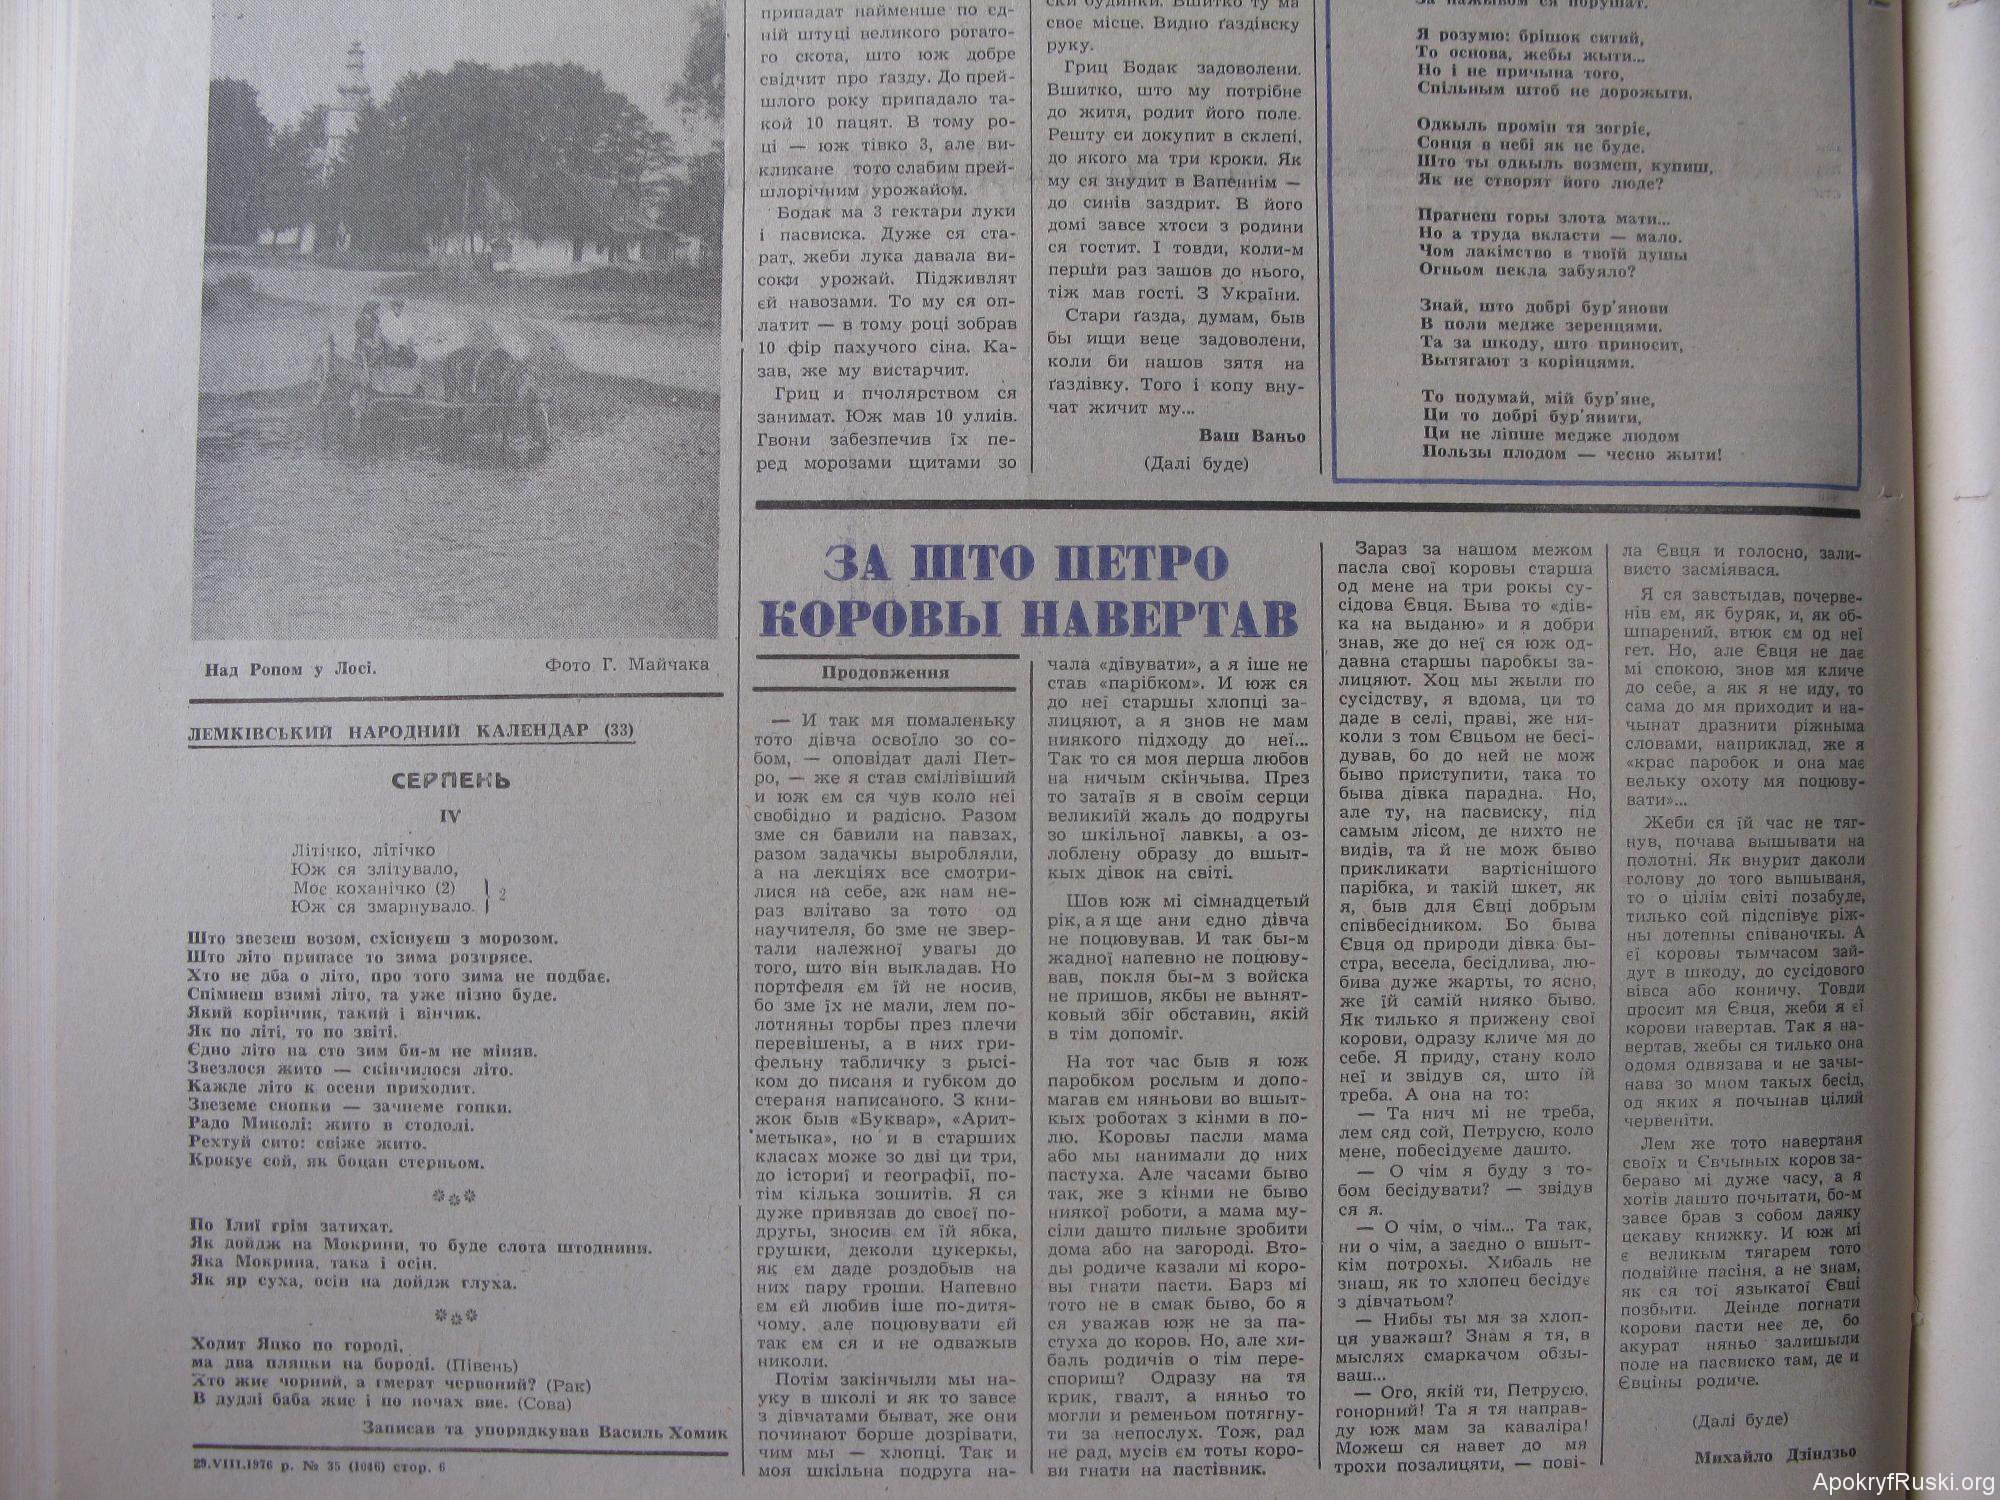 Над Ропом у Лосі.
Фото Г. Майчака
ЛЕМКІВСЬКИЙ НАРОДНИЙ КАЛЕНДАР (33)
СЕРПЕНЬ
IV
Літічко, літічко
Юж ся злітувало,
Моє коханічко (2)
Юж ся змарнувало.
2
Што звезеш возом, схіснуєш з морозом.
Што літо припасе то зима розтрясе.
Хто не дба о літо, про того зима не подбає.
Спімнеш взимі літо, та уже пізно буде.
Який корінчик, такий і вінчик.
Як по літі, то по звіті.
Єдно літо на сто зим би-м не міняв.
Звезлося жито — скінчилося літо.
Кажде літо к осени приходит.
Звеземе снопки — зачнеме гопки.
Радо Миколі: жито в стодолі.
Рехтуй сито: свіже жито.
Крокує сой, як боцан стерньом.
По Ілиї грім затихат.
Як дойдж на Мокрини, то буде слота штоднини.
Яка Мокрина, така і осін.
Як яр суха, осін на дойдж глуха.
Ходит Яцко по городі,
ма два пляцки на бороді. (Півень)
Хто жиє чорний, а гмерат червоний? (Рак)
В дудлі баба жиє і по ночах виє. (Сова)
Записав та упорядкував Василь Хомик
29.VIII.1976 р. № 35 (1046) стор. 6
припадат найменше по єд-
ній штуці великого рогато-
го скота, што юж добре
свідчит про ґазду. До прей-
шлого року припадало та-
кой 10 пацят. В тому ро-
ці — юж тівко 3, але ви-
кликане тото слабим прей-
шлорічним урожайом.
Бодак ма 3 гектари луки
і пасвиска. Дуже ся ста-
рат, жеби лука давала ви-
соки урожай. Підживлят
єй навозами. То му ся оп-
латит — в тому році зобрав
10 фір пахучого сіна. Ка-
зав, же му вистарчит.
Гриц и пчолярством ся
занимат. Юж мав 10 улиів.
Гвони забезпечив їх пе-
ред морозами щитами зо
ски будинки. Вшитко ту ма
своє місце. Видно ґаздівску
руку.
Гриц Бодак задоволени.
Вшитко, што му потрібне
до житя, родит його поле.
Решту си докупит в склепі,
до якого ма три кроки. Як
му ся знудит в Вапеннім —
до синів заздрит. В його
домі завсе хтоси з родини
ся гостит. І товди, коли-м
перши раз зашов до нього,
тіж мав гості. З України.
Стари ґазда, думам, быв
бы ищи веце задоволени,
коли би нашов зятя на
ґаздівку. Того і копу вну-
чат жичит му...
Ваш Ваньо
(Далі буде)
За нажывом ся порушат.
Я розумю: брішок ситий,
То основа, жебы жыти...
Но і не причына того,
Спільным штоб не дорожыти.
Одкыль промін тя зогріє,
Сонця в небі як не буде.
Што ты одкыль возмеш, купиш,
Як не створят його люде?
Прагнеш горы злота мати...
Но а труда вкласти — мало.
Чом лакімство в твоїй душы
Огньом пекла забуяло?
Знай, што добрі бур'янови
В поли медже зеренцями.
Та за шкоду, што приносит,
Вытягают з корінцями.
То подумай, мій бур'яне,
Ци то добрі бур'янити,
Ци не ліпше медже людом
Пользы плодом — чесно жыти!
ЗА ШТО ПЕТРО
КОРОВЫ НАВЕРТАВ
Продовження
— И так мя помаленьку
тото дівча освоїло зо со-
бом, — оповідат далі Пет-
ро, — же я став смілівіший
и юж єм ся чув коло неі
свобідно и радісно. Разом
зме ся бавили на павзах,
разом задачкы выробляли,
а на лекціях все смотри-
лися на себе, аж нам не-
раз влітаво за тото од
научителя, бо зме не звер-
тали належної увагы до
того, што він выкладав. Но
портфеля єм їй не носив,
бо зме їх не мали, лем по-
лотняны торбы през плечи
перевішены, а в них гри-
фельну табличку з рысі-
ком до писаня и губком до
стераня написаного. З кни-
жок быв «Буквар», «Арит-
метыка», но и в старших
класах може зо дві ци три,
до історії и географії, по-
тім кілька зошитів. Я ся
дуже привязав до своєї по-
другы, зносив єм їй ябка,
грушки, деколи цукеркы,
як єм даде роздобыв на
них пару гроши. Напевно
єм єй любив іше по-дитя-
чому, але поцювувати єй
так єм ся и не одважыв
николи.
Потім закінчыли мы на-
уку в школі и як то завсе
з дівчатами быват, же они
починают борше дозрівати,
чим мы — хлопці. Так и
моя шкільна подруга на-
чала «дівувати», а я іше не
став «парібком». И юж ся
до неї старшы хлопці за-
лицяют, а я знов не мам
ниякого підходу до неї...
Так то ся моя перша любов
на ничым скінчыва. През
то затаїв я в своїм серци
великий жаль до подругы
зо шкільної лавкы, а оз-
лоблену образу до вшыт-
кых дівок на світі.
Шов юж мі сімнадцетый
рік, а я ще ани єдно дівча
не поцювував. И так бы-м
жадної напевно не поцюву-
вав, покля бы-м з войска
не пришов, якбы не вынят-
ковый збіг обставин, якій
в тім допоміг.
На тот час быв я юж
паробком рослым и допо-
магав єм няньови во вшыт-
кых роботах з кінми в по-
лю. Коровы пасли мама
або мы нанимали до них
пастуха. Але часами быво
так, же з кінми не быво
ниякої роботи, а мама му-
сіли дашто пильне зробити
дома або на загороді. Вто-
ды родиче казали мі коро-
вы гнати пасти. Барз мі
тото не в смак быво, бо я
ся уважав юж не за па-
стуха до коров. Но, але хи-
баль родичів о тім пере-
спориш? Одразу на тя
крик, гвалт, а няньо то
могли и ременьом потягну-
ти за непослух. Тож, рад
не рад, мусів єм тоты коро-
ви гнати на пастівник.
Зараз за нашом межом
пасла свої коровы старша
од мене на три рокы су-
сідова Євця. Быва то «дів-
ка на выданю» и я добри
знав, же до неї ся юж од-
давна старшы паробкы за-
лицяют. Хоц мы жыли по
сусідству, я вдома, ци то
даде в селі, праві, же ни-
коли з том Євцьом не бесі-
дував, бо до ней не мож
быво приступити, така то
быва дівка парадна. Но,
але ту, на пасвиску, під
самым лісом, де нихто не
видів, та й не мож быво
прикликати вартіснішого
парібка, и такій шкет, як
я, быв для Євці добрым
співбесідником. Бо быва
Євця од природи дівка бы-
стра, весела, бесідлива, лю-
бива дуже жарты, то ясно,
же їй самій нияко быво.
Як тилько я прижену свої
корови, одразу кличе мя до
себе. Я приду, стану коло
неї и звідув ся, што їй
треба. А она на то:
— Та нич мі не треба,
лем сяд сой, Петрусю, коло
мене, побесідуєме дашто.
— О чім я буду з то-
бом бесідувати? — звідув
ся я.
— О чім, о чім... Та так,
ни о чім, а заєдно о вшыт-
кім потрохы. Хибаль не
знаш, як то хлопец бесідує
з дівчатьом?
— Нибы ты мя за хлоп-
ця уважаш? Знам я тя, в
мыслях смаркачом обзы-
ваш...
— Ого, якій ти, Петрусю,
гонорний! Та я тя направ-
ду юж мам за каваліра!
Можеш ся навет до мя
трохи позалицяти, — пові-
ла Євця и голосно, зали-
висто засміявася.
Я ся завстыдав, почерве-
нів єм, як буряк, и, як об-
шпарений, втюк єм од неї
гет. Но, але Євця не дає
мі спокою, знов мя кличе
до себе, а як я не иду, то
сама до мя приходит и на-
чынат дразнити ріжныма
словами, наприклад, же я
«крас паробок и она має
вельку охоту мя поцюву-
вати»...
Жеби ся їй час не тяг-
нув, почава вышывати на
полотні. Як внурит даколи
голову до того вышываня,
то о цілім світі позабуде,
тилько сой підспівує ріж-
ны дотепны співаночкы. А
єї коровы тымчасом зай-
дут в шкоду, до сусідового
вівса або коничу. Товди
просит мя Євця, жеби я єї
корови навертав. Так я на-
вертав, жебы ся тилько она
одомя одвязава и не зачы-
нава зо мном такых бесід,
од яких я почынав цілий
червеніти.
Лем же тото навертаня
своїх и Євчыных коров за-
бераво мі дуже часу, а я
хотів дашто почытати, бо-м
завсе брав з собом даяку
цєкаву книжку. И юж мі
є великым тягарем тото
подвійне пасіня, а не знам,
як ся тої языкатої Євці
позбыти. Деінде погнати
корови пасти неє де, бо
акурат няньо залишыли
поле на пасвиско там, де и
Євціны родиче.
(Далі буде)
Михайло Дзіндзьо
ApokryfRuski.org